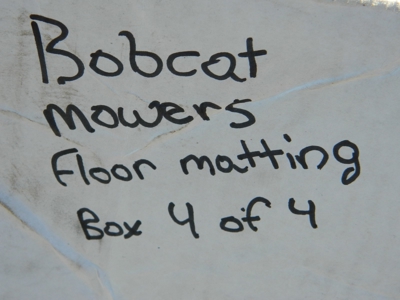 Bobcat
mowers
Floor matting
Box 4 of 4